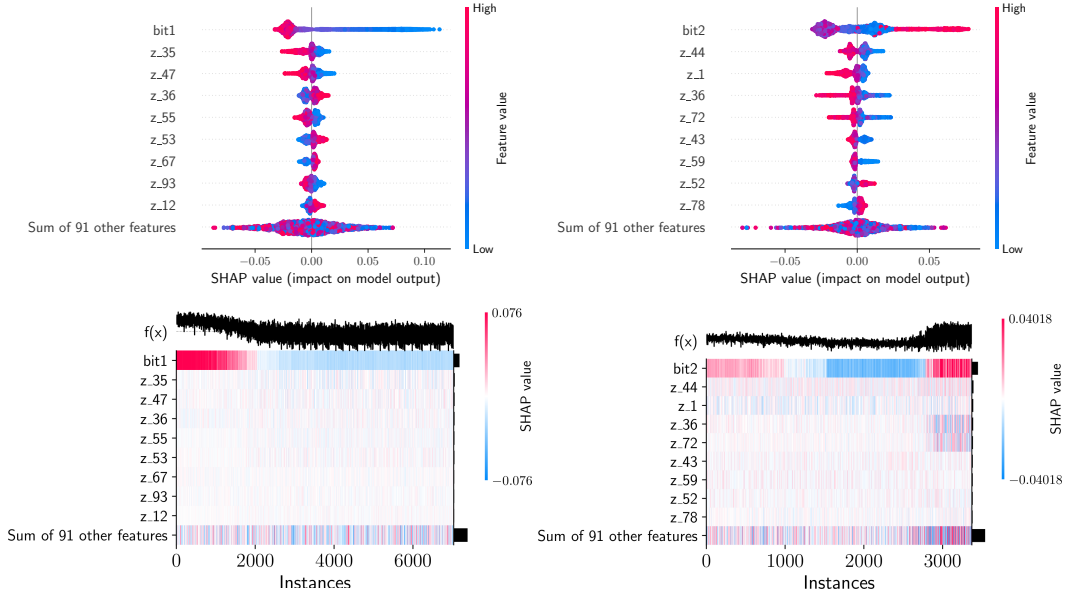 High
bit1
z_35
z_47
z_36
z_55
z_53
z_67
z_93
z_12
Sum of 91 other features
Low
Feature value
−0.05 0.00 0.05 0.10
SHAP value (impact on model output)
High
bit2
z_44
z_1
z_36
z_72
z_43
z_59
z_52
z_78
Sum of 91 other features
Low
Feature value
−0.05 0.00 0.05
SHAP value (impact on model output)
f(x)
bit1
z_35
z_47
z_36
z_55
z_53
z_67
z_93
z_12
Sum of 91 other features
0 2000 4000 6000
Instances
0.076
−0.076
SHAP value
f(x)
bit2
z_44
z_1
z_36
z_72
z_43
z_59
z_52
z_78
Sum of 91 other features
0 1000 2000 3000
Instances
0.04018
−0.04018
SHAP value